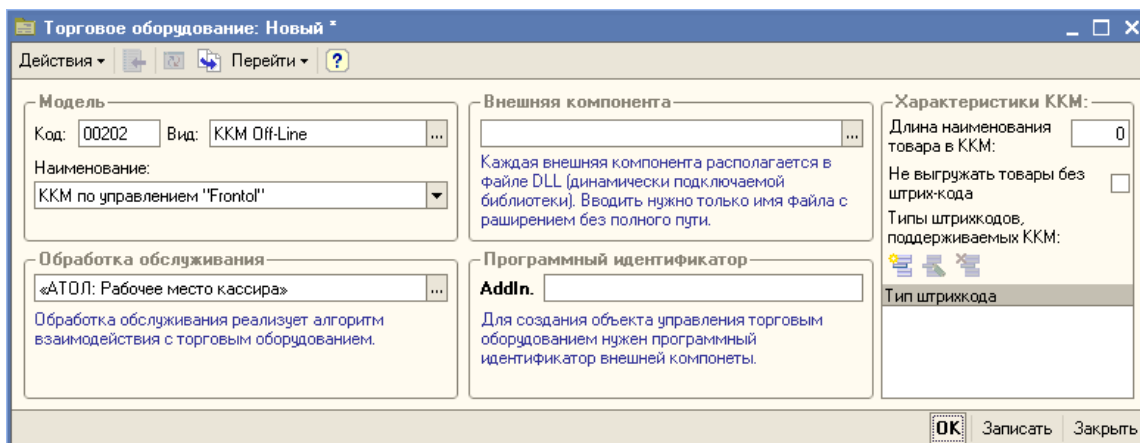 Торговое оборудование: Новый *
Действия Перейти ?
Модель
Код: 00202 Вид: ККМ Off-Line ...
Наименование:
ККМ по управлением "Frontol"
Обработка обслуживания
«АТОЛ: Рабочее место кассира» ...
Обработка обслуживания реализует алгоритм
взаимодействия с торговым оборудованием.
Внешняя компонента
...
Каждая внешняя компонента располагается в
файле DLL (динамически подключаемой
библиотеки). Вводить нужно только имя файла с
раширением без полного пути.
Программный идентификатор
AddIn.
Для создания объекта управления торговым
оборудованием нужен программный
идентификатор внешней компонеты.
Характеристики ККМ:
Длина наименования
товара в ККМ: 0
Не выгружать товары без
штрих-кода
Типы штрихкодов,
поддерживаемых ККМ:
Тип штрихкода
OK Записать Закрыть